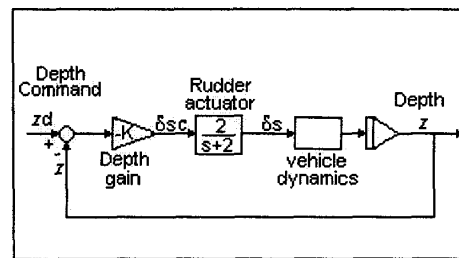 Depth
Command
zd
+
-
z
-K
Depth
gain
δsc
Rudder
actuator
2
s+2
δs
vehicle
dynamics
Depth
z